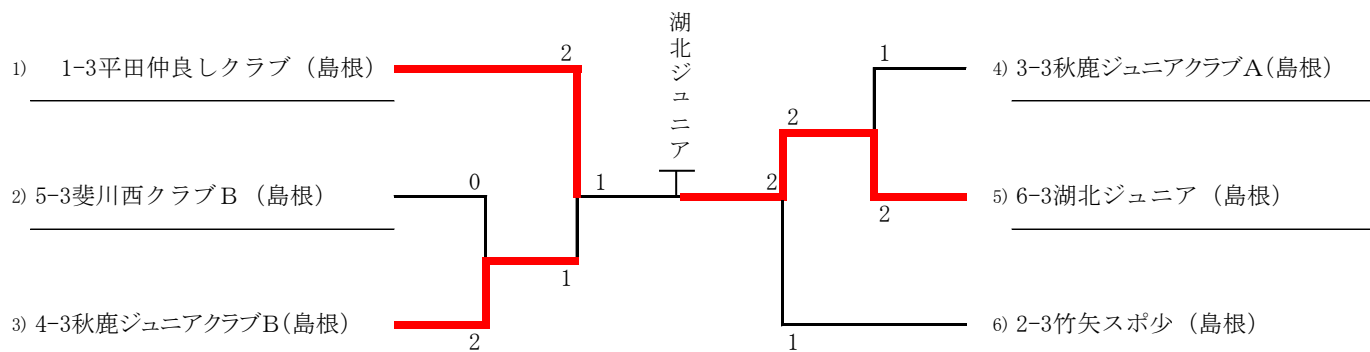 1) 1-3平田仲良しクラブ (島根)
2
2) 5-3斐川西クラブＢ (島根)
0
3) 4-3秋鹿ジュニアクラブＢ(島根)
2
1
1
湖北ジュニア
2
2
1
4) 3-3秋鹿ジュニアクラブＡ(島根)
2
5) 6-3湖北ジュニア (島根)
1
6) 2-3竹矢スポ少 (島根)